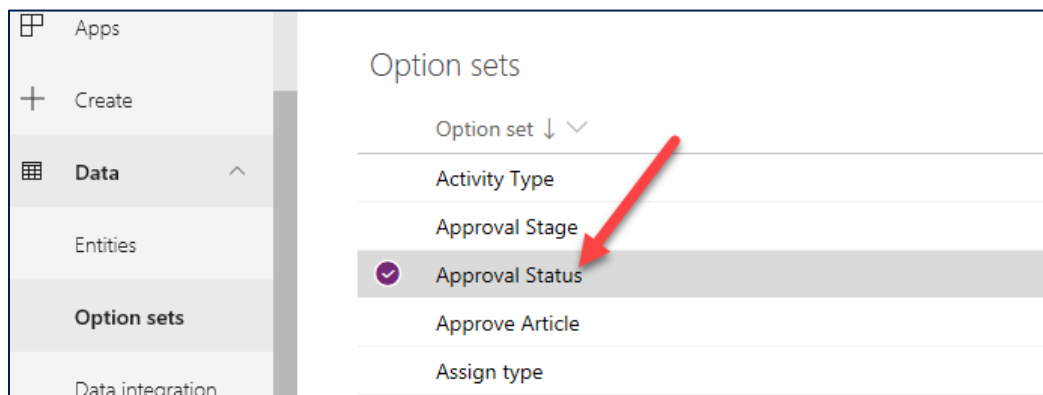 Apps
Create
Data
Entities
Option sets
Data integration
Option sets
Option set
Activity Type
Approval Stage
Approval Status
Approve Article
Assign type